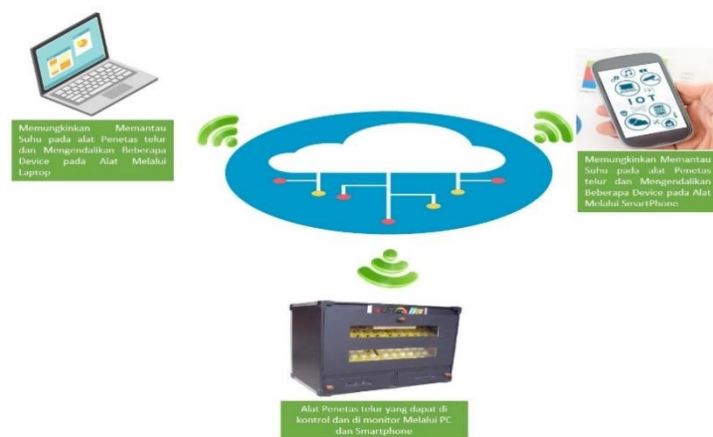 Memungkinkan Memantau
Suhu pada alat Penetas telur
dan Mengendalikan Beberapa
Device pada Alat Melalui
Laptop
IOT
Memungkinkan Memantau
Suhu pada alat Penetas
telur dan Mengendalikan
Beberapa Device pada Alat
Melalui SmartPhone
Alat Penetas telur yang dapat di
kontrol dan di monitor Melalui PC
dan Smartphone